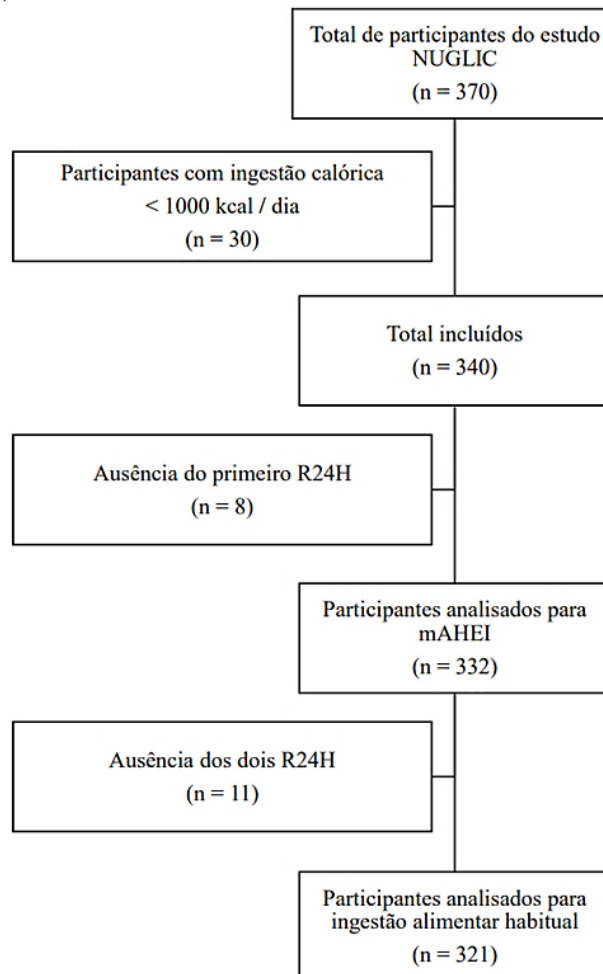 Total de participantes do estudo
NUGLIC
(n = 370)
Participantes com ingestão calórica
< 1000 kcal / dia
(n = 30)
Total incluídos
(n = 340)
Ausência do primeiro R24H
(n = 8)
Participantes analisados para
mAHEI
(n = 332)
Ausência dos dois R24H
(n = 11)
Participantes analisados para
ingestão alimentar habitual
(n = 321)